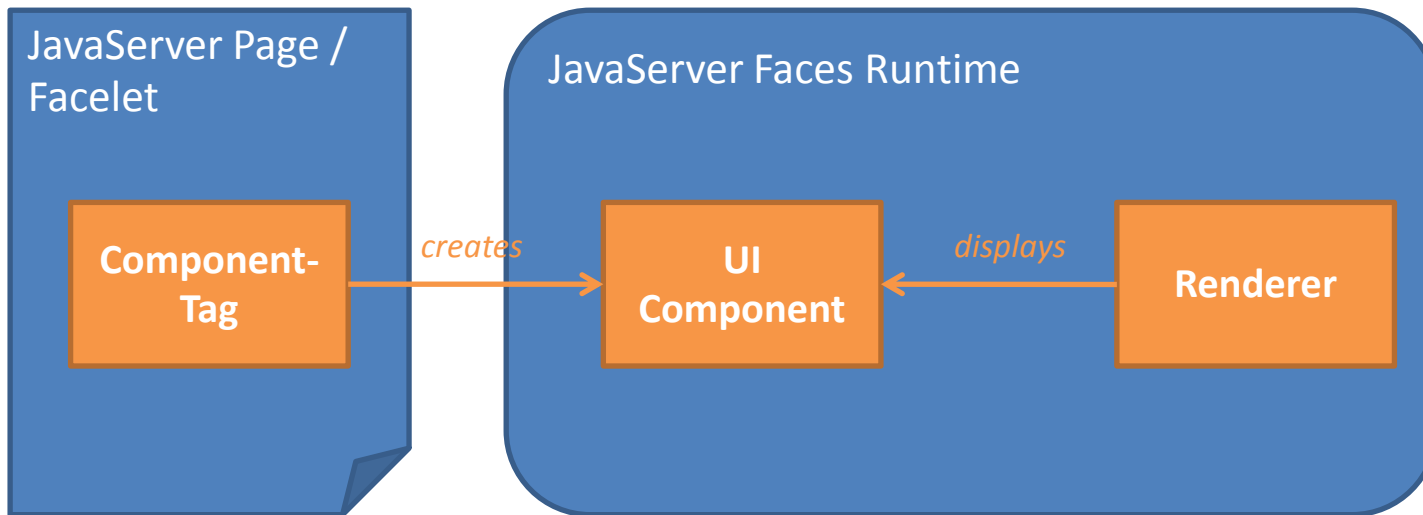 JavaServer Page /
Facelet
JavaServer Faces Runtime
Component-
Tag
creates
UI
Component
displays
Renderer